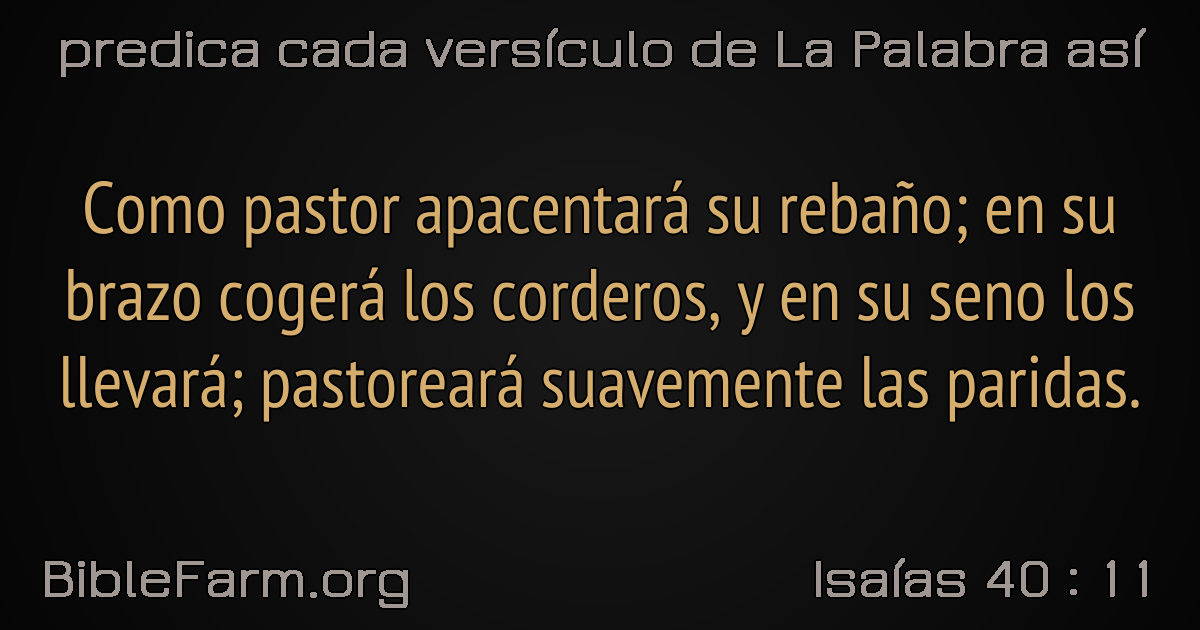 predica cada versículo de La Palabra así
Como pastor apacentará su rebaño; en su
brazo cogerá los corderos, y en su seno los
llevará; pastoreará suavemente las paridas.
BibleFarm.org
Isaías 40 : 11